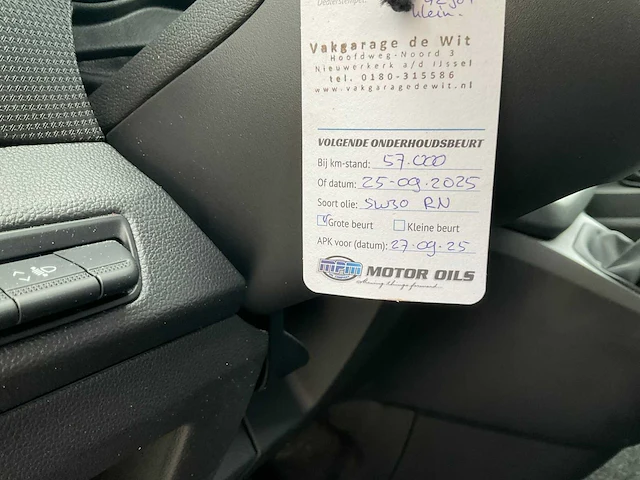 klein.
Vakgarage de Wit
Hoofdweg-Noord 3
Nieuwerkerk a/d IJssel
tel. 0180-315586
www.vakgaragedewit.nl
VOLGENDE ONDERHOUDSBEURT
Bij km-stand: 57.000
Of datum: 25-09-2025
Soort olie: 5W30 RN
Grote beurt Kleine beurt
APK voor (datum): 27-09-25
MPM MOTOR OILS